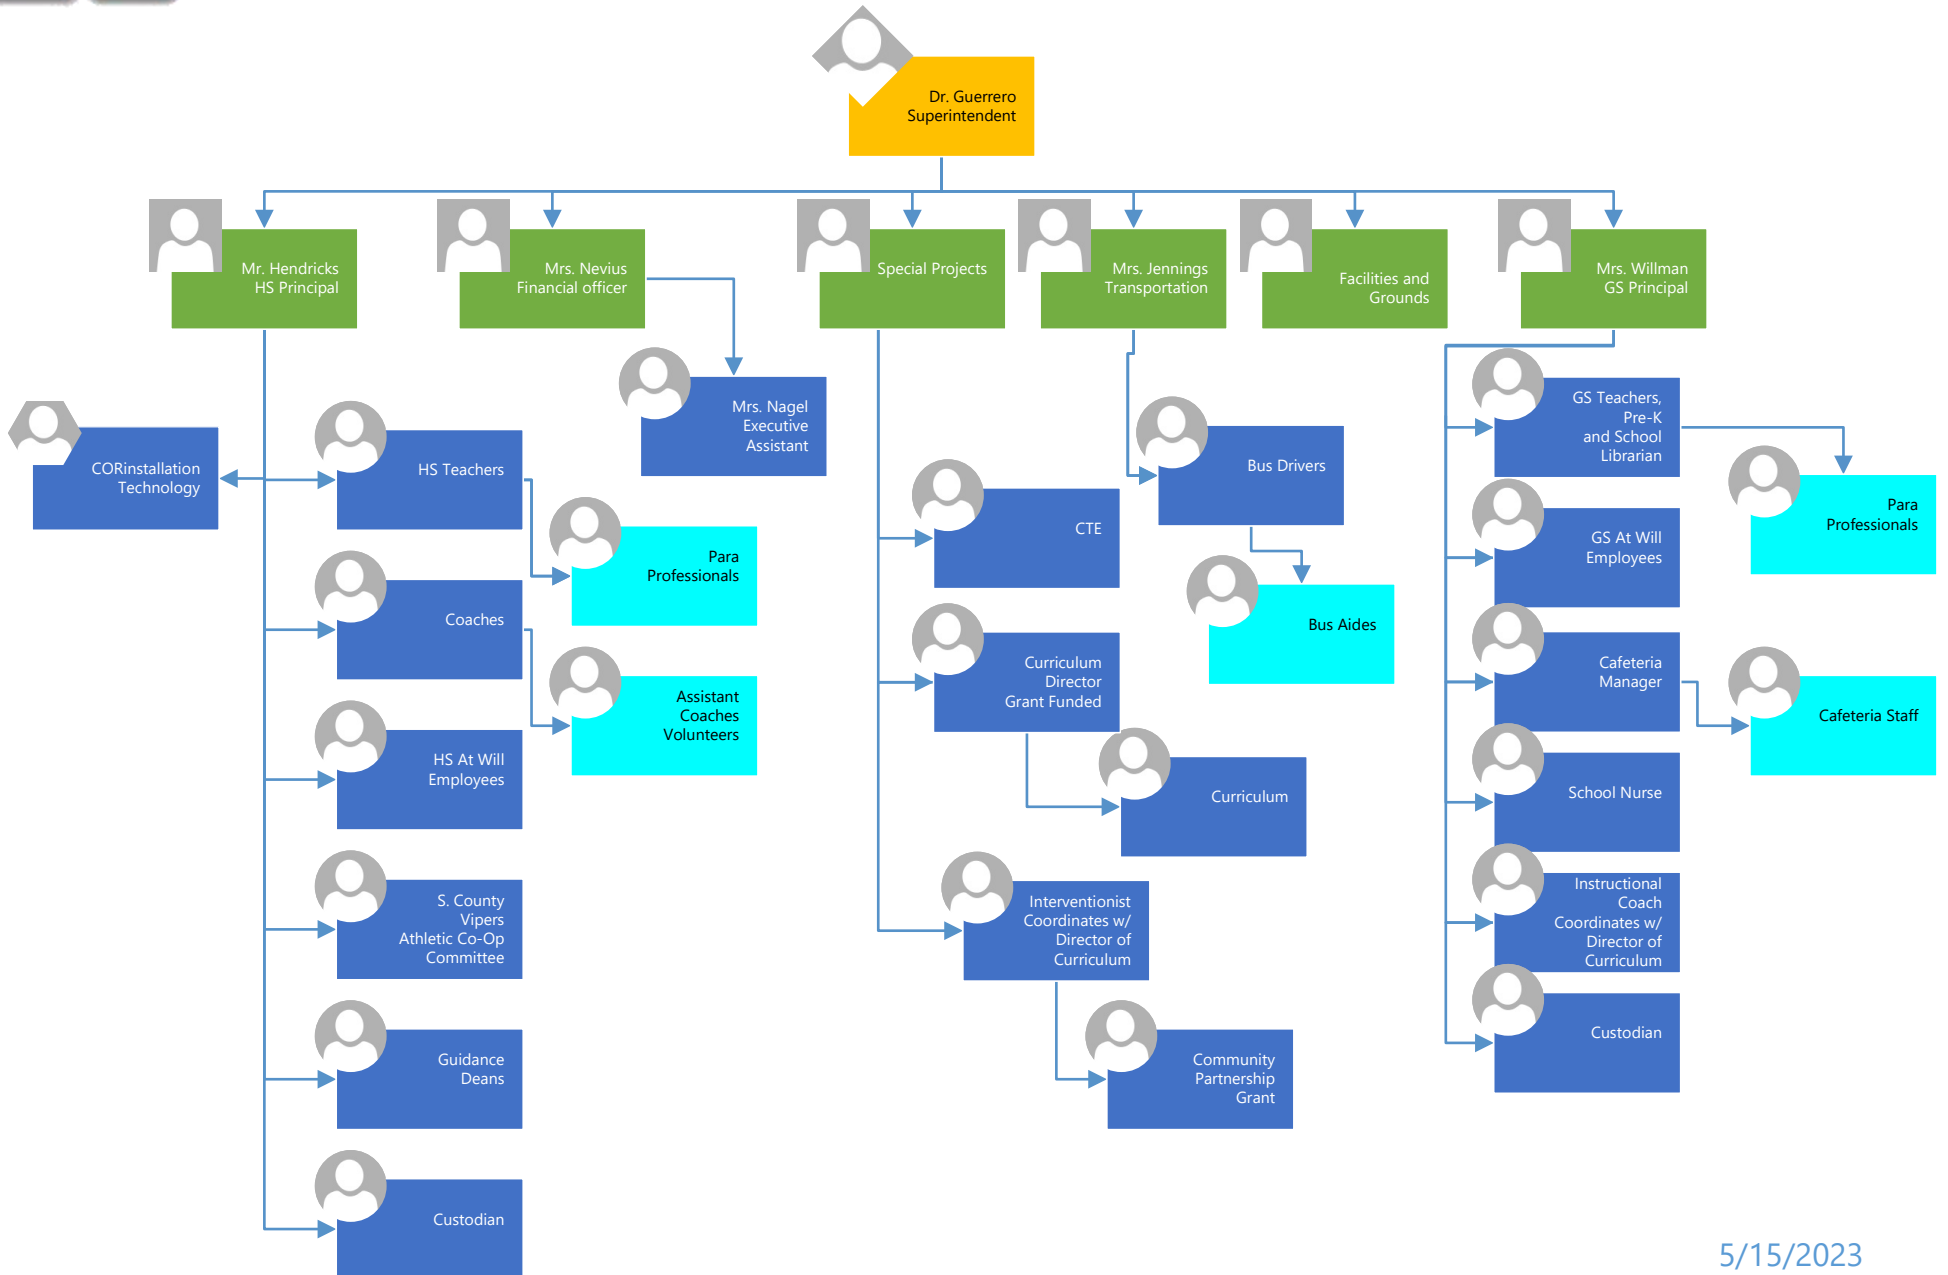 Dr. Guerrero
Superintendent
Mr. Hendricks
HS Principal
Mrs. Nevius
Financial officer
Special Projects
Mrs. Jennings
Transportation
Facilities and
Grounds
Mrs. Willman
GS Principal
CORinstallation
Technology
HS Teachers
Para
Professionals
Coaches
Assistant
Coaches
Volunteers
HS At Will
Employees
S. County
Vipers
Athletic Co-Op
Committee
Guidance
Deans
Custodian
Mrs. Nagel
Executive
Assistant
CTE
Curriculum
Director
Grant Funded
Curriculum
Interventionist
Coordinates w/
Director of
Curriculum
Community
Partnership
Grant
Bus Drivers
Bus Aides
GS Teachers,
Pre-K
and School
Librarian
Para
Professionals
GS At Will
Employees
Cafeteria
Manager
Cafeteria Staff
School Nurse
Instructional
Coach
Coordinates w/
Director of
Curriculum
Custodian
5/15/2023